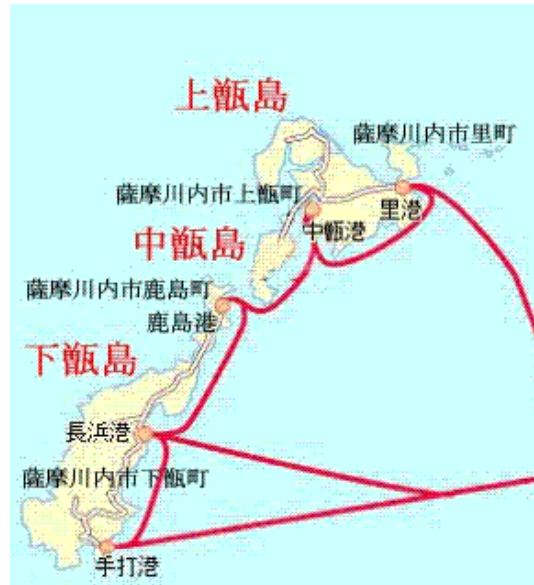 上甑島
薩摩川内市里町
薩摩川内市上甑町
里港
中甑港
中甑島
薩摩川内市鹿島町
鹿島港
下甑島
長浜港
薩摩川内市下甑町
手打港